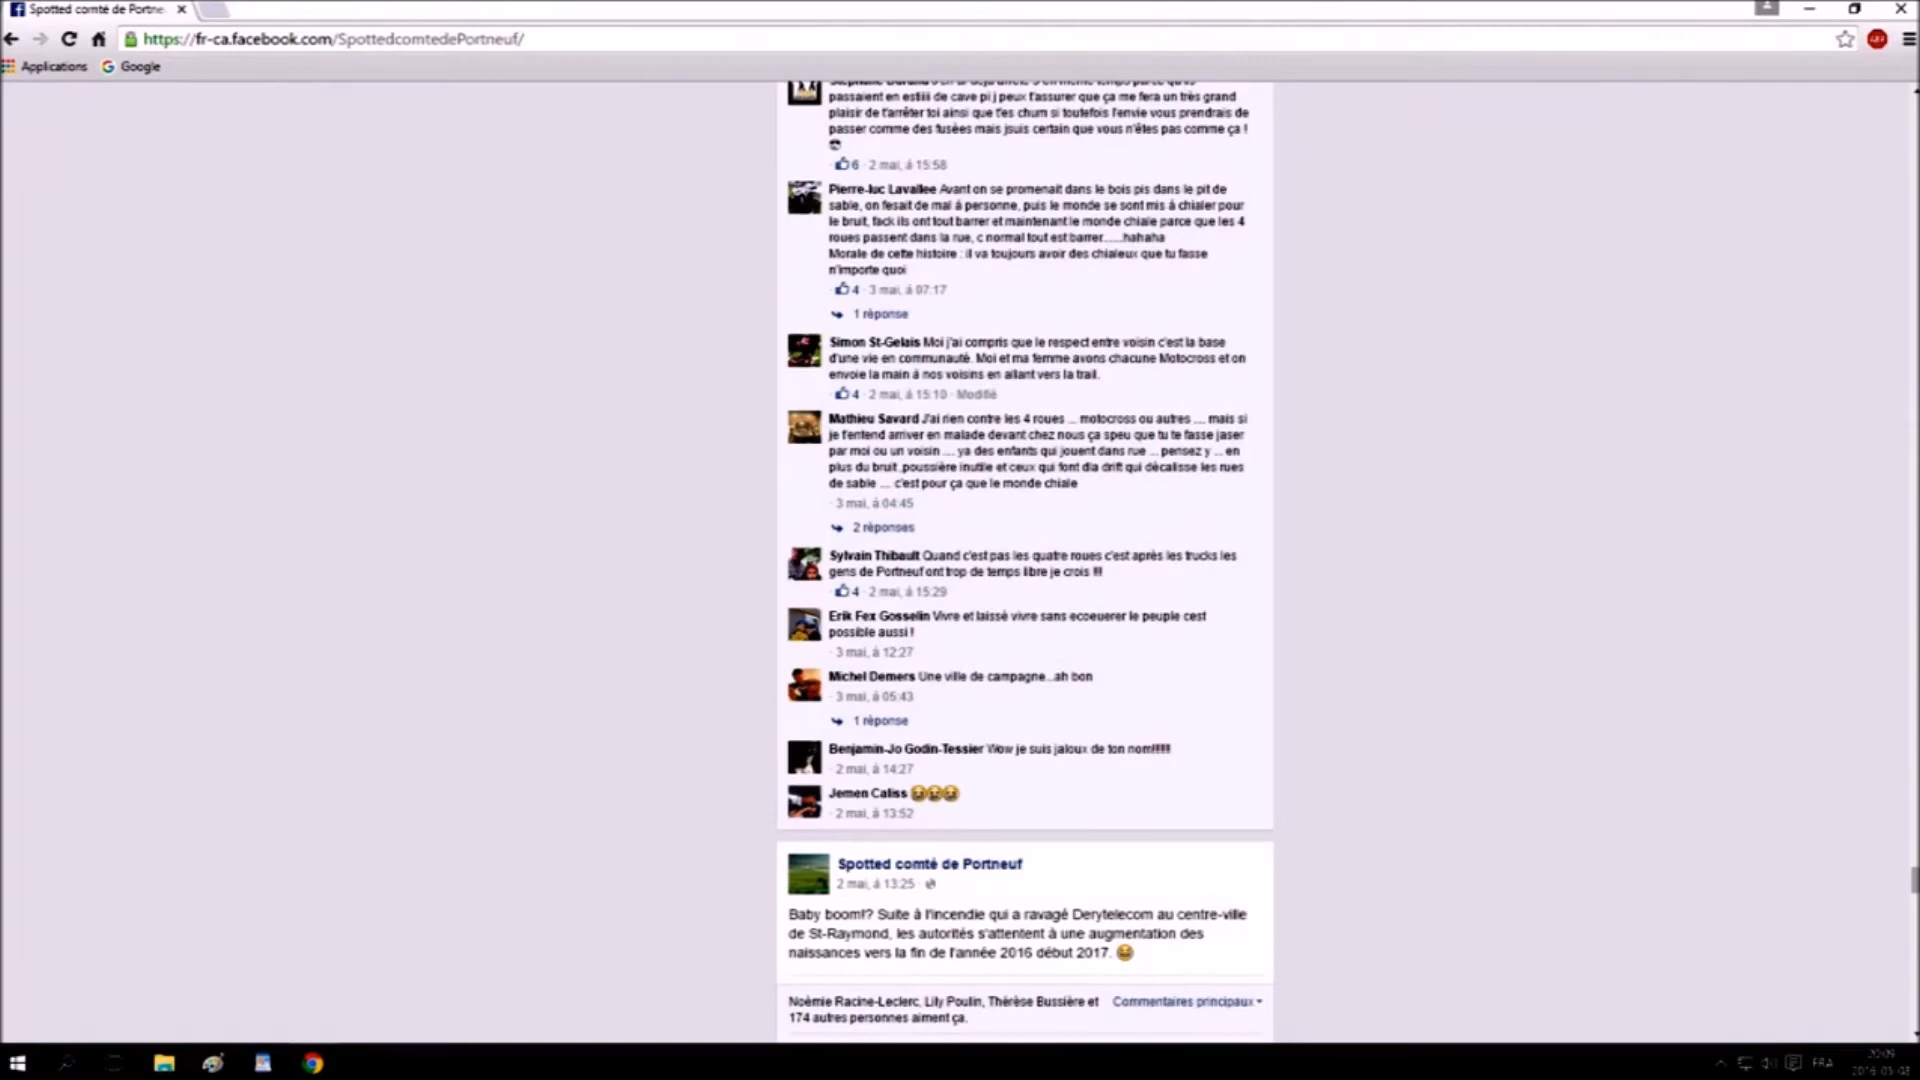 Spotted comté de Portne
https://fr-ca.facebook.com/SpottedcomtedePortneuf/
Applications Google
passaient en estiii de cave pi j peux t'assurer que ça me fera un très grand
plaisir de t'arrêter toi ainsi que t'es chum si toutefois l'envie vous prendrais de
passer comme des fusées mais jsuis certain que vous n'êtes pas comme ça !
6 · 2 mai, à 15:58
Pierre-luc Lavallee Avant on se promenait dans le bois pis dans le pit de
sable, on fesait de mal à personne, puis le monde se sont mis à chialer pour
le bruit, fack ils ont tout barrer et maintenant le monde chiale parce que les 4
roues passent dans la rue, c normal tout est barrer......hahaha
Morale de cette histoire : il va toujours avoir des chialeux que tu fasse
n'importe quoi
4 · 3 mai, à 07:17
1 réponse
Simon St-Gelais Moi j'ai compris que le respect entre voisin c'est la base
d'une vie en communauté. Moi et ma femme avons chacune Motocross et on
envoie la main à nos voisins en allant vers la trail.
4 · 2 mai, à 15:10 · Modifié
Mathieu Savard J'ai rien contre les 4 roues ... motocross ou autres .... mais si
je t'entend arriver en malade devant chez nous ça speu que tu te fasse jaser
par moi ou un voisin .... ya des enfants qui jouent dans rue ... pensez y ... en
plus du bruit ,poussière inutile et ceux qui font dla drift qui décalisse les rues
de sable .... c'est pour ça que le monde chiale
· 3 mai, à 04:45
2 réponses
Sylvain Thibault Quand c'est pas les quatre roues c'est après les trucks les
gens de Portneuf ont trop de temps libre je crois !!!
4 · 2 mai, à 15:29
Erik Fex Gosselin Vivre et laissé vivre sans ecoeuerer le peuple cest
possible aussi !
· 3 mai, à 12:27
Michel Demers Une ville de campagne...ah bon
· 3 mai, à 05:43
1 réponse
Benjamin-Jo Godin-Tessier Wow je suis jaloux de ton nom!!!!!!
· 2 mai, à 14:27
Jemen Caliss 😂😂😂
· 2 mai, à 13:52
Spotted comté de Portneuf
2 mai, à 13:25 ·
Baby boom!? Suite à l'incendie qui a ravagé Derytelecom au centre-ville
de St-Raymond, les autorités s'attentent à une augmentation des
naissances vers la fin de l'année 2016 début 2017. 😂
Noémie Racine-Leclerc, Lily Poulin, Thérèse Bussière et
174 autres personnes aiment ça.
Commentaires principaux
FRA
20:09
2016-05-08